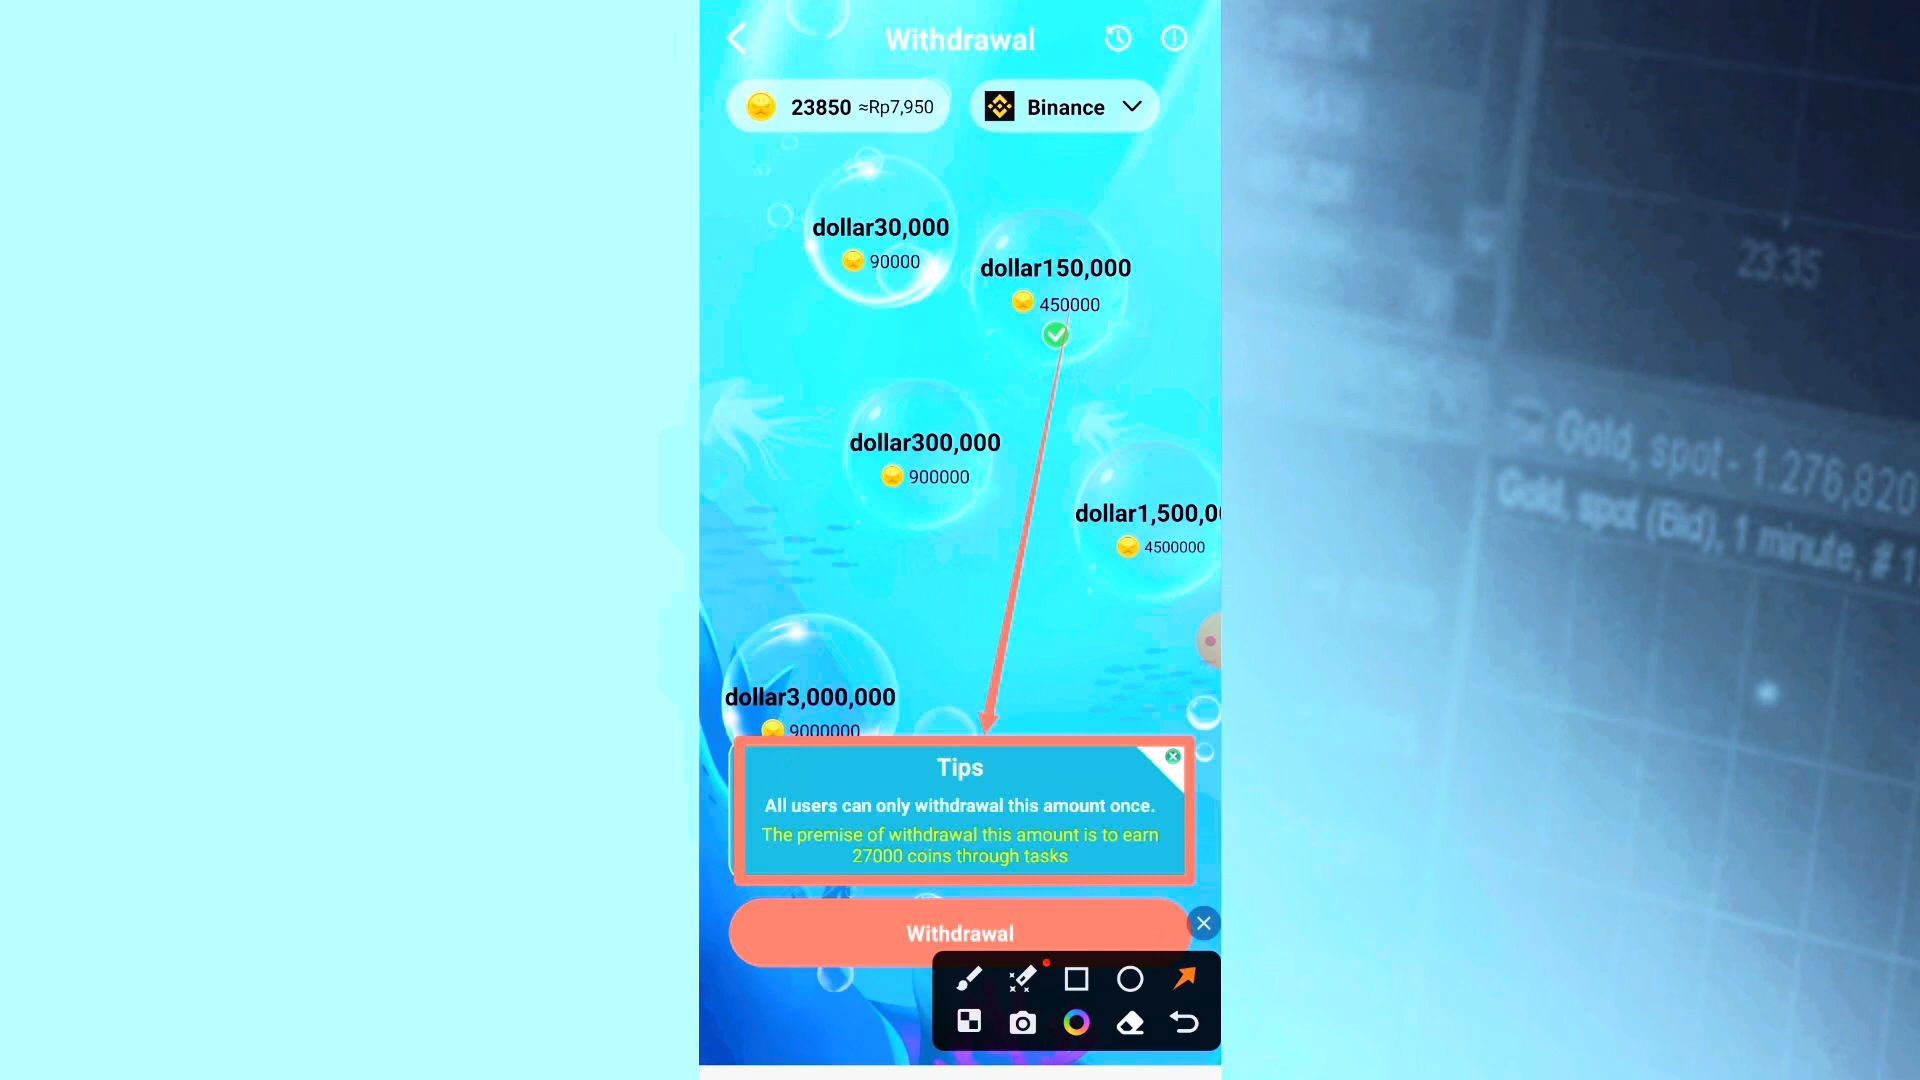 Withdrawal
23850 ≈Rp7,950
Binance
dollar30,000
90000
dollar150,000
450000
dollar300,000
900000
dollar1,500,0
4500000
dollar3,000,000
9000000
Tips
All users can only withdrawal this amount once.
The premise of withdrawal this amount is to earn
27000 coins through tasks
Withdrawal
23:35
Gold, spot - 1.276,820
Gold, spot (Bid), 1 minute, # 1